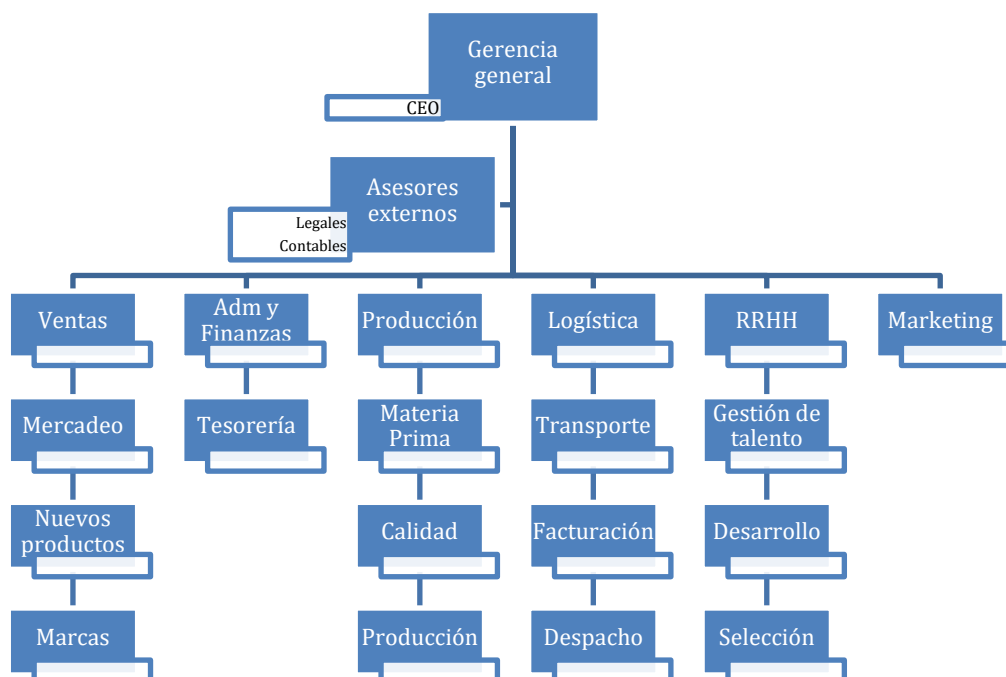 Gerencia
general
CEO
Asesores
externos
Legales
Contables
Ventas
Adm y
Finanzas
Producción
Logística
RRHH
Marketing
Mercadeo
Tesorería
Materia
Prima
Transporte
Gestión de
talento
Nuevos
productos
Calidad
Facturación
Desarrollo
Marcas
Producción
Despacho
Selección